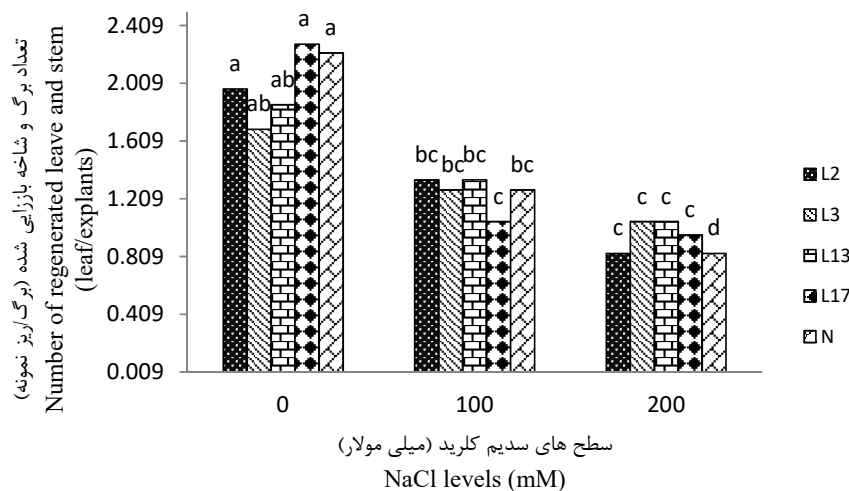 تعداد برگ و شاخه باززایی شده (برگ/ریز نمونه)
Number of regenerated leave and stem
(leaf/explants)
2.409
2.009
1.609
1.209
0.809
0.409
0.009
a ab ab a a
bc bc bc c bc
c c c c d
0 100 200
سطح های سدیم کلرید (میلی مولار)
NaCl levels (mM)
L2
L3
L13
L17
N